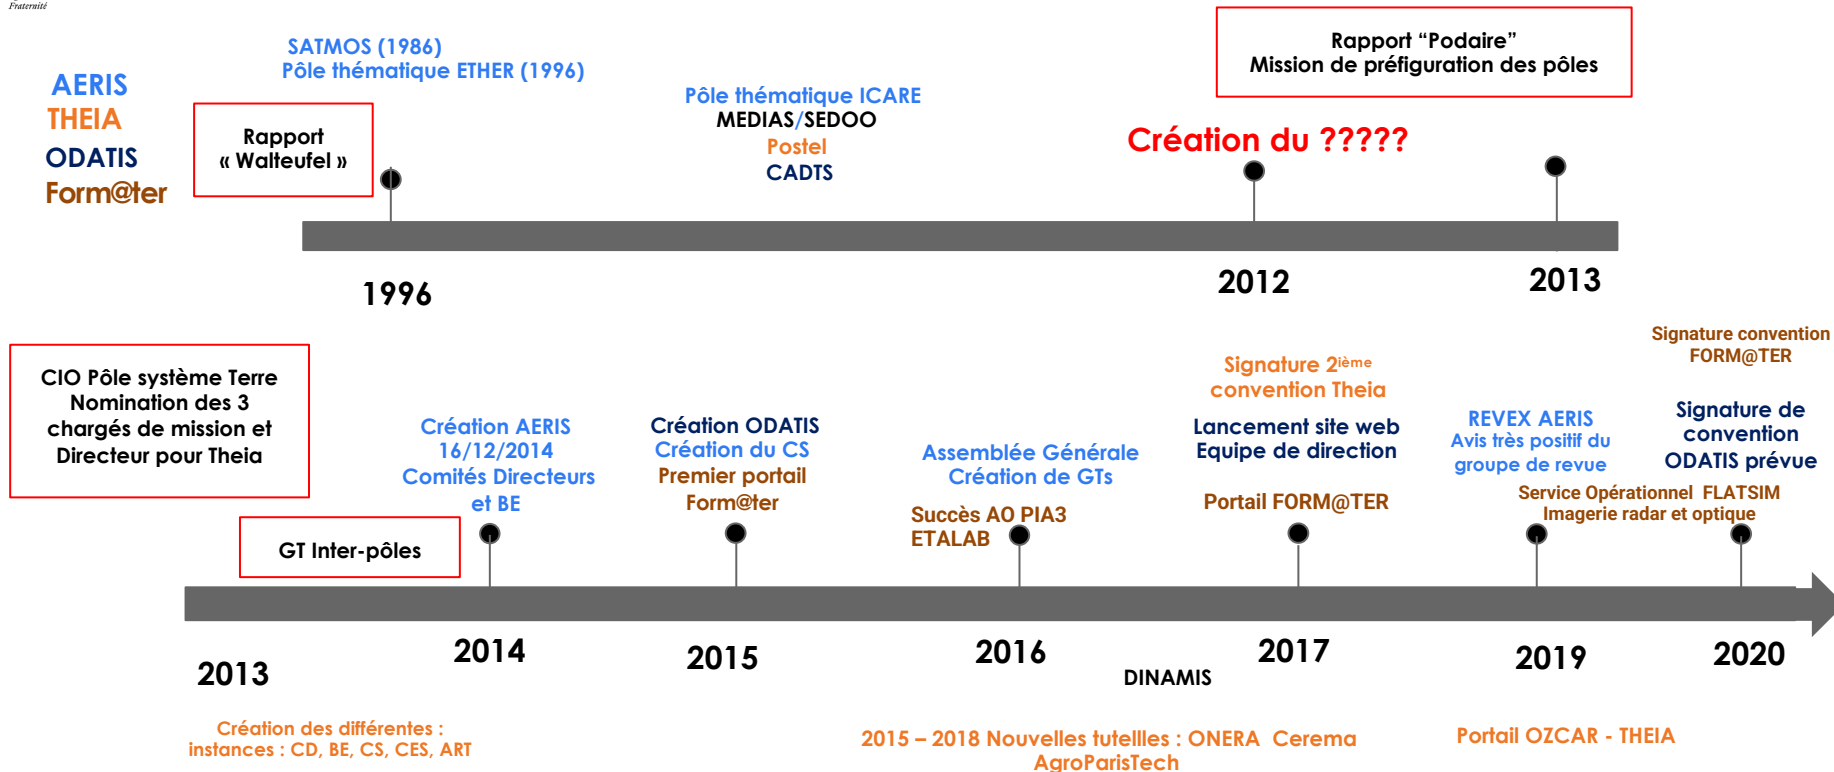 Fraternité
SATMOS (1986)
Pôle thématique ETHER (1996)
AERIS
THEIA
ODATIS
Form@ter
Rapport
« Walteufel »
Pôle thématique ICARE
MEDIAS/SEDOO
Postel
CADTS
Rapport “Podaire”
Mission de préfiguration des pôles
Création du ?????
1996
2012
2013
CIO Pôle système Terre
Nomination des 3
chargés de mission et
Directeur pour Theia
GT Inter-pôles
Création AERIS
16/12/2014
Comités Directeurs
et BE
Création ODATIS
Création du CS
Premier portail
Form@ter
Assemblée Générale
Création de GTs
Succès AO PIA3
ETALAB
Signature 2ième
convention Theia
Lancement site web
Equipe de direction
Portail FORM@TER
REVEX AERIS
Avis très positif du
groupe de revue
Signature convention
FORM@TER
Signature de
convention
ODATIS prévue
Service Opérationnel FLATSIM
Imagerie radar et optique
2013
2014
2015
2016
2017
2019
2020
DINAMIS
Création des différentes :
instances : CD, BE, CS, CES, ART
2015 – 2018 Nouvelles tutellles : ONERA Cerema
AgroParisTech
Portail OZCAR - THEIA